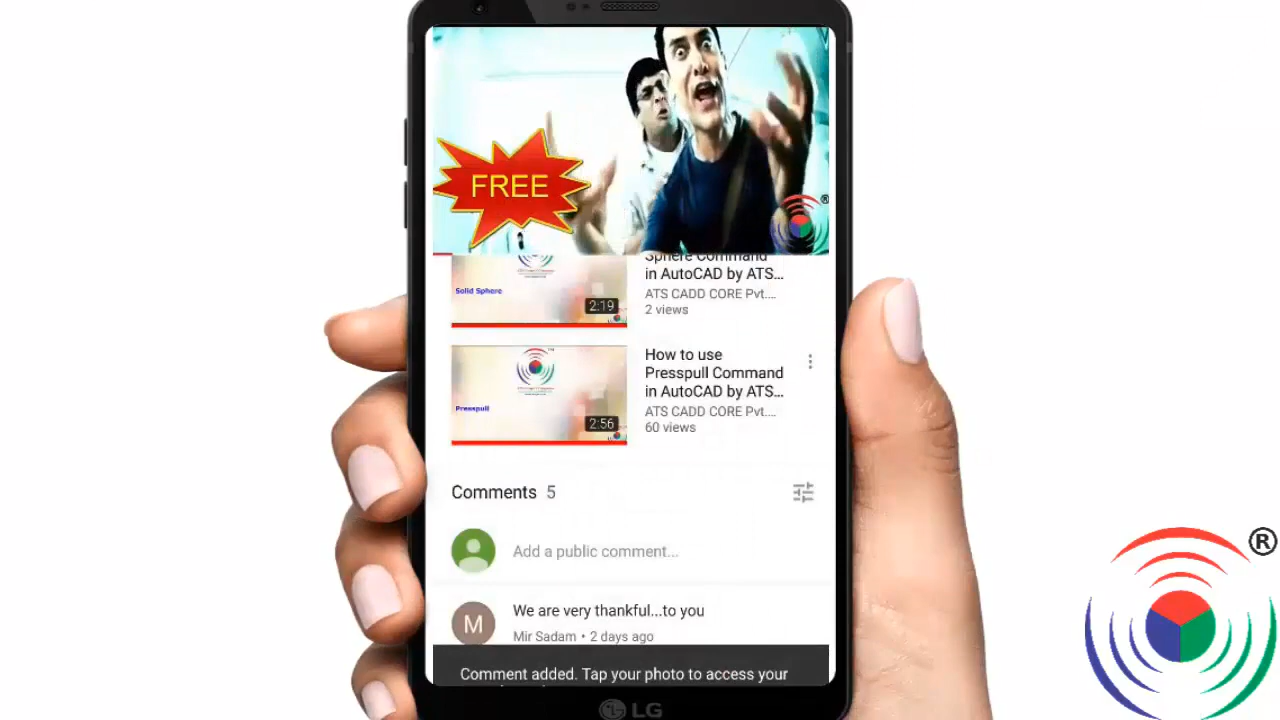 FREE
®
Sphere Command
in AutoCAD by ATS...
ATS CADD CORE Pvt....
2 views
Solid Sphere
2:19
How to use
Presspull Command
in AutoCAD by ATS...
ATS CADD CORE Pvt....
60 views
Presspull
2:56
Comments 5
Add a public comment...
M
We are very thankful...to you
Mir Sadam • 2 days ago
Comment added. Tap your photo to access your
LG
®